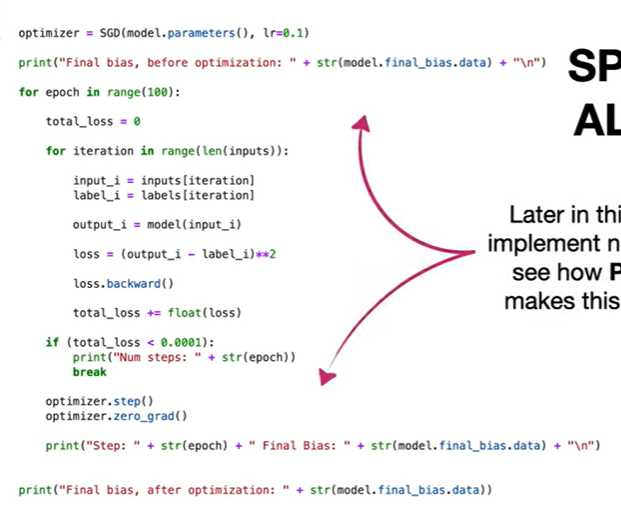 optimizer = SGD(model.parameters(), lr=0.1)
print("Final bias, before optimization: " + str(model.final_bias.data) + "\n")
for epoch in range(100):
total_loss = 0
for iteration in range(len(inputs)):
input_i = inputs[iteration]
label_i = labels[iteration]
output_i = model(input_i)
loss = (output_i - label_i)**2
loss.backward()
total_loss += float(loss)
if (total_loss < 0.0001):
print("Num steps: " + str(epoch))
break
optimizer.step()
optimizer.zero_grad()
print("Step: " + str(epoch) + " Final Bias: " + str(model.final_bias.data) + "\n")
print("Final bias, after optimization: " + str(model.final_bias.data))
SP
AL
Later in thi
implement n
see how P
makes this